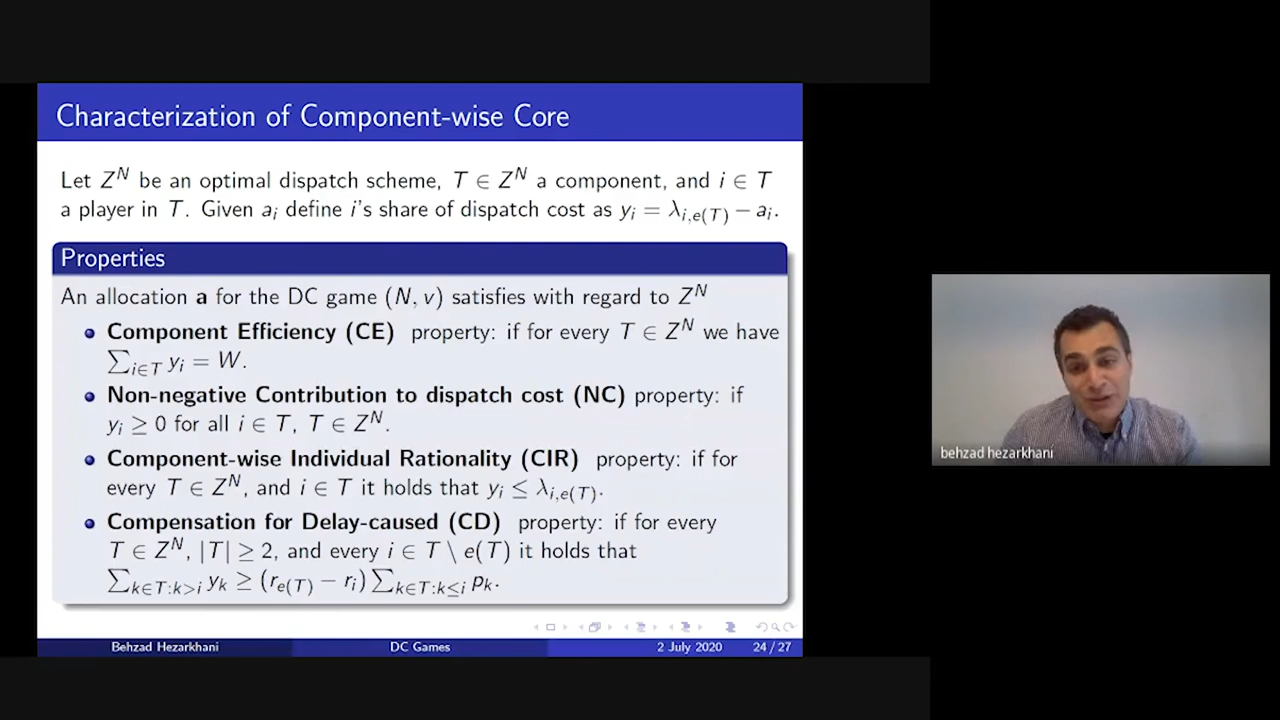 Characterization of Component-wise Core
Let Z^N be an optimal dispatch scheme, T ∈ Z^N a component, and i ∈ T
a player in T. Given a_i define i's share of dispatch cost as y_i = λ_{i,e(T)} − a_i.
Properties
An allocation a for the DC game (N, v) satisfies with regard to Z^N
Component Efficiency (CE) property: if for every T ∈ Z^N we have
∑_{i∈T} y_i = W.
Non-negative Contribution to dispatch cost (NC) property: if
y_i ≥ 0 for all i ∈ T, T ∈ Z^N.
Component-wise Individual Rationality (CIR) property: if for
every T ∈ Z^N, and i ∈ T it holds that y_i ≤ λ_{i,e(T)}.
Compensation for Delay-caused (CD) property: if for every
T ∈ Z^N, |T| ≥ 2, and every i ∈ T \ e(T) it holds that
∑_{k∈T:k>i} y_k ≥ (r_{e(T)} − r_i) ∑_{k∈T:k≤i} p_k.
Behzad Hezarkhani DC Games 2 July 2020 24 / 27
behzad hezarkhani